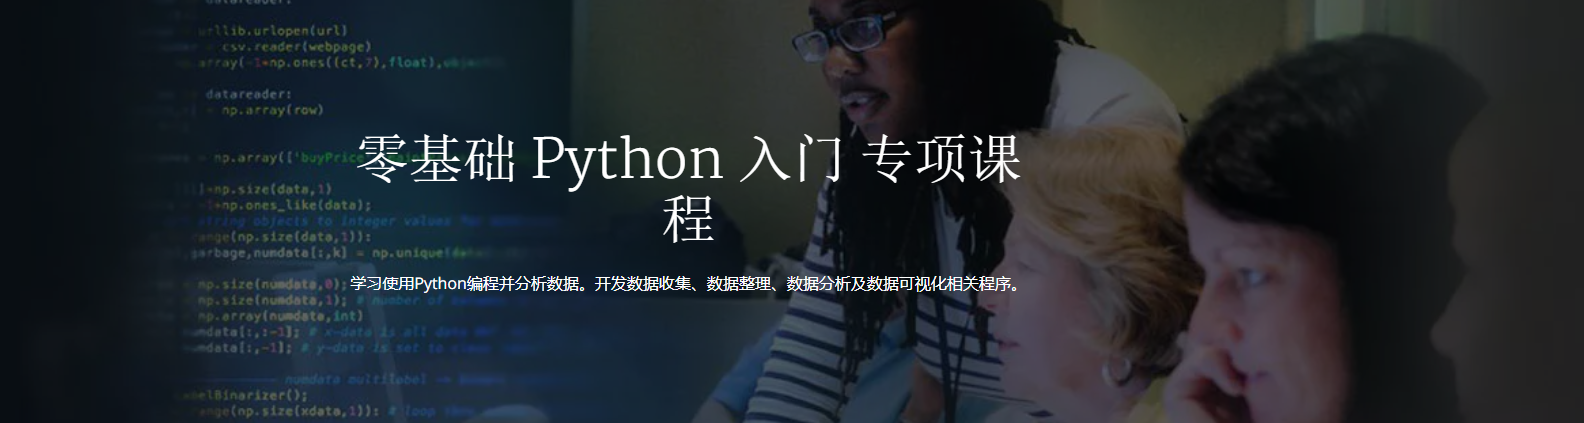 urllib.urlopen(url)
csv.reader(webpage)
np.array(-1*np.ones((ct,7),float),
datareader:
np.array(row)
零基础 Python 入门 专项课
程
= np.array(['buyPrice
np.size(data,1)
np.ones_like(data);
string objects to integer values for
range(np.size(data,1)):
garbage,numdata[:,k] = np.unique(data
学习使用Python编程并分析数据。开发数据收集、数据整理、数据分析及数据可视化相关程序。
= np.size(numdata,0);
np.size(numdata,1); # number of
np.array(numdata,int)
numdata[:,:-1]; # x-data is all data
numdata[:,-1]; # y-data is set to
numdata multilabel
LabelBinarizer();
range(np.size(xdata,1)): # loop